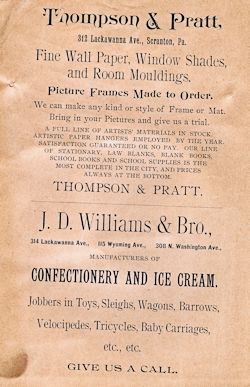 Thompson & Pratt,
312 Lackawanna Ave., Scranton, Pa.
Fine Wall Paper, Window Shades,
and Room Mouldings.
Picture Frames Made to Order.
We can make any kind or style of Frame or Mat.
Bring in your Pictures and give us a trial.
A FULL LINE OF ARTISTS' MATERIALS IN STOCK.
ARTISTIC PAPER HANGERS EMPLOYED BY THE YEAR.
SATISFACTION GUARANTEED OR NO PAY. OUR LINE
OF STATIONARY, LAW BLANKS, BLANK BOOKS,
SCHOOL BOOKS AND SCHOOL SUPPLIES IS THE
MOST COMPLETE IN THE CITY, AND PRICES
ALWAYS AT THE BOTTOM.
THOMPSON & PRATT.
J. D. Williams & Bro.,
314 Lackawanna Ave., 115 Wyoming Ave., 308 N. Washington Ave.,
MANUFACTURERS OF
CONFECTIONERY AND ICE CREAM.
Jobbers in Toys, Sleighs, Wagons, Barrows,
Velocipedes, Tricycles, Baby Carriages,
etc., etc.
GIVE US A CALL.